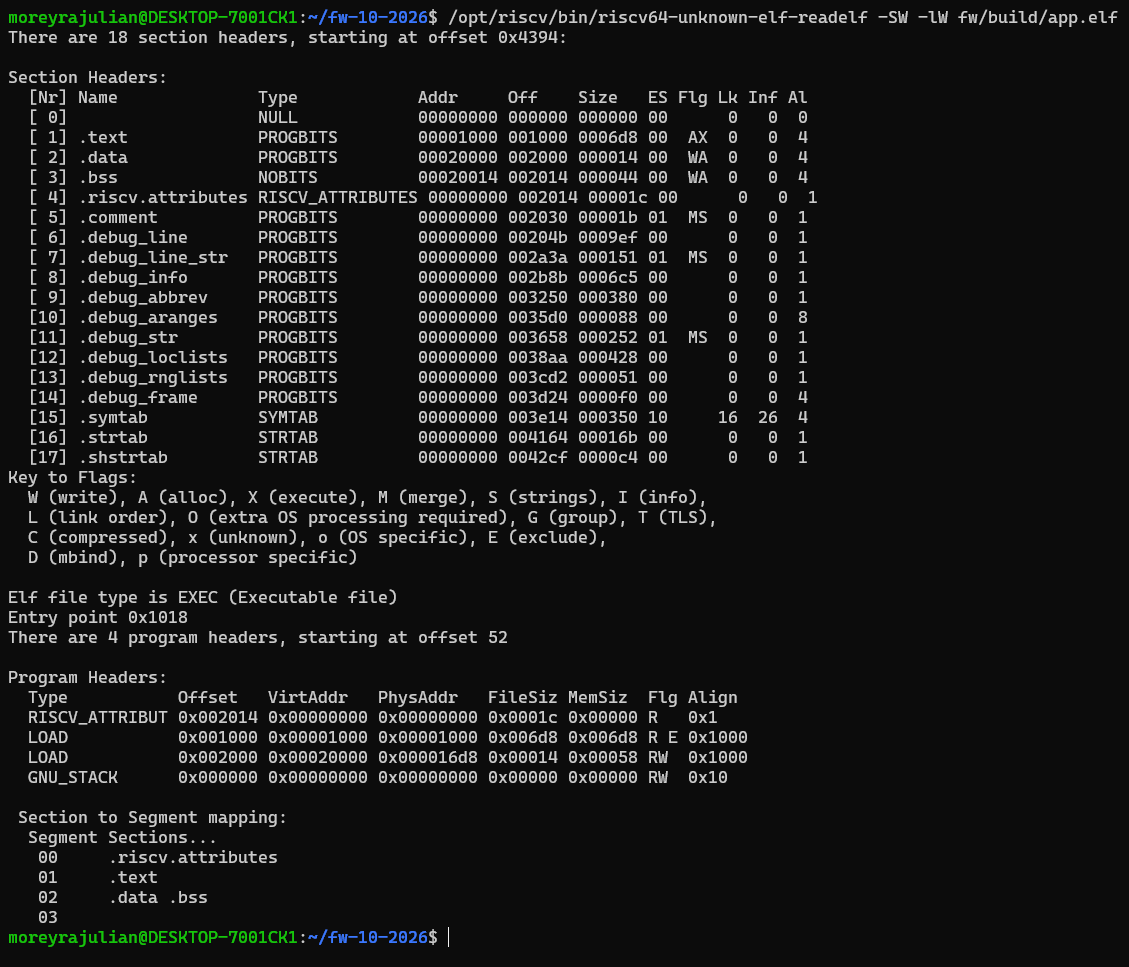 moreyrajulian@DESKTOP-7001CK1:~/fw-10-2026$ /opt/riscv/bin/riscv64-unknown-elf-readelf -SW -lW fw/build/app.elf
There are 18 section headers, starting at offset 0x4394:

Section Headers:
  [Nr] Name              Type            Addr     Off    Size   ES Flg Lk Inf Al
  [ 0]                   NULL            00000000 000000 000000 00      0   0  0
  [ 1] .text             PROGBITS        00001000 001000 0006d8 00  AX  0   0  4
  [ 2] .data             PROGBITS        00020000 002000 000014 00  WA  0   0  4
  [ 3] .bss              NOBITS          00020014 002014 000044 00  WA  0   0  4
  [ 4] .riscv.attributes RISCV_ATTRIBUTES 00000000 002014 00001c 00      0   0  1
  [ 5] .comment          PROGBITS        00000000 002030 00001b 01  MS  0   0  1
  [ 6] .debug_line       PROGBITS        00000000 00204b 0009ef 00      0   0  1
  [ 7] .debug_line_str   PROGBITS        00000000 002a3a 000151 01  MS  0   0  1
  [ 8] .debug_info       PROGBITS        00000000 002b8b 0006c5 00      0   0  1
  [ 9] .debug_abbrev     PROGBITS        00000000 003250 000380 00      0   0  1
  [10] .debug_aranges    PROGBITS        00000000 0035d0 000088 00      0   0  8
  [11] .debug_str        PROGBITS        00000000 003658 000252 01  MS  0   0  1
  [12] .debug_loclists   PROGBITS        00000000 0038aa 000428 00      0   0  1
  [13] .debug_rnglists   PROGBITS        00000000 003cd2 000051 00      0   0  1
  [14] .debug_frame      PROGBITS        00000000 003d24 0000f0 00      0   0  4
  [15] .symtab           SYMTAB          00000000 003e14 000350 10     16  26  4
  [16] .strtab           STRTAB          00000000 004164 00016b 00      0   0  1
  [17] .shstrtab         STRTAB          00000000 0042cf 0000c4 00      0   0  1
Key to Flags:
  W (write), A (alloc), X (execute), M (merge), S (strings), I (info),
  L (link order), O (extra OS processing required), G (group), T (TLS),
  C (compressed), x (unknown), o (OS specific), E (exclude),
  D (mbind), p (processor specific)

Elf file type is EXEC (Executable file)
Entry point 0x1018
There are 4 program headers, starting at offset 52

Program Headers:
  Type           Offset   VirtAddr   PhysAddr   FileSiz MemSiz  Flg Align
  RISCV_ATTRIBUT 0x002014 0x00000000 0x00000000 0x0001c 0x00000 R   0x1
  LOAD           0x001000 0x00001000 0x00001000 0x006d8 0x006d8 R E 0x1000
  LOAD           0x002000 0x00020000 0x000016d8 0x00014 0x00058 RW  0x1000
  GNU_STACK      0x000000 0x00000000 0x00000000 0x00000 0x00000 RW  0x10

 Section to Segment mapping:
  Segment Sections...
   00     .riscv.attributes
   01     .text
   02     .data .bss
   03
moreyrajulian@DESKTOP-7001CK1:~/fw-10-2026$